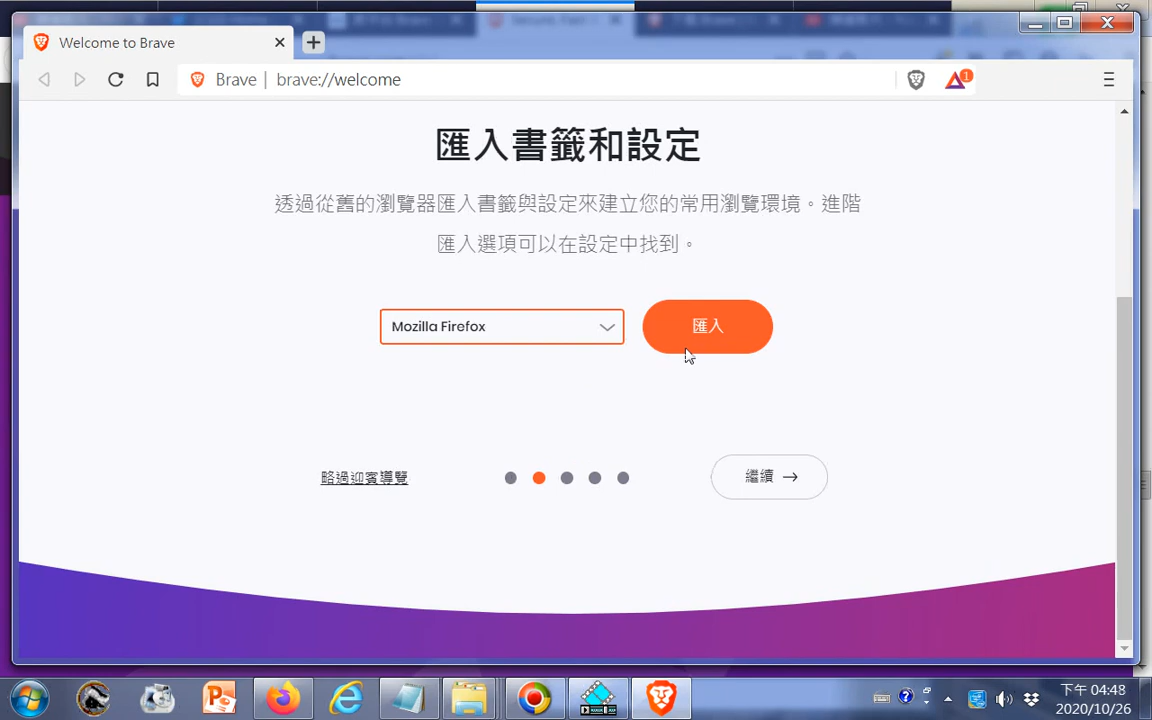 Welcome to Brave
Brave | brave://welcome
1
匯入書籤和設定
透過從舊的瀏覽器匯入書籤與設定來建立您的常用瀏覽環境。進階
匯入選項可以在設定中找到。
Mozilla Firefox
匯入
略過迎賓導覽
繼續 →
下午 04:48
2020/10/26